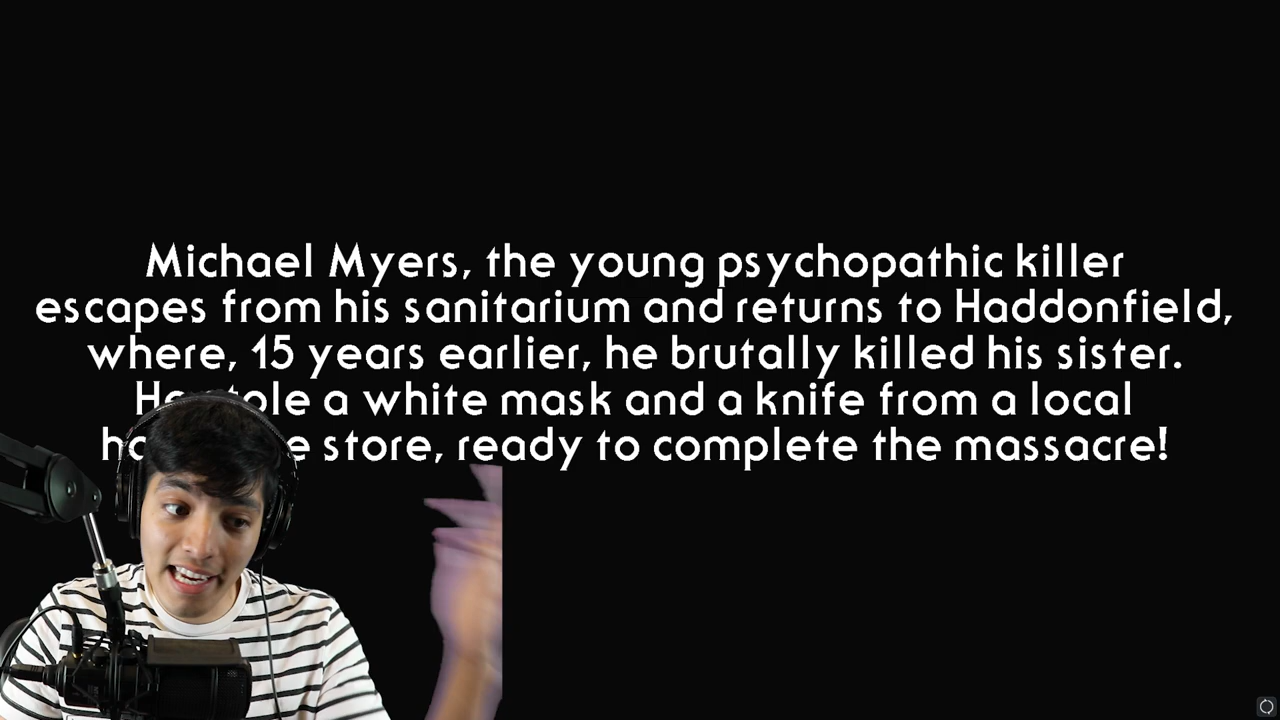 Michael Myers, the young psychopathic killer
escapes from his sanitarium and returns to Haddonfield,
where, 15 years earlier, he brutally killed his sister.
a white mask and a knife from a local
store, ready to complete the massacre!